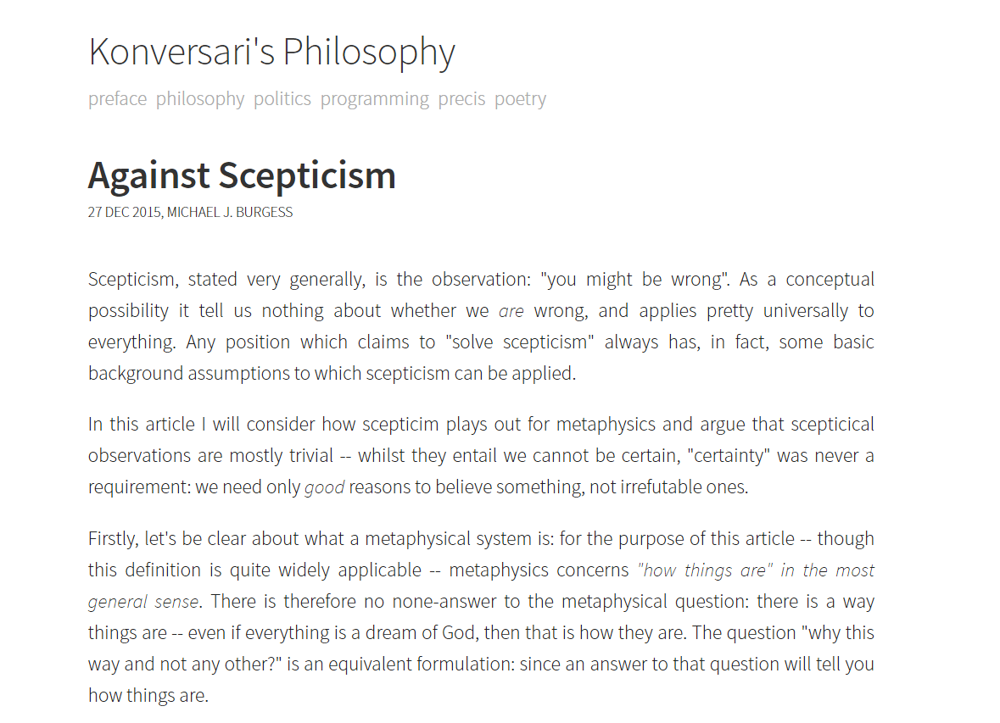 Konversari's Philosophy
preface philosophy politics programming precis poetry
Against Scepticism
27 DEC 2015, MICHAEL J. BURGESS
Scepticism, stated very generally, is the observation: "you might be wrong". As a conceptual
possibility it tell us nothing about whether we are wrong, and applies pretty universally to
everything. Any position which claims to "solve scepticism" always has, in fact, some basic
background assumptions to which scepticism can be applied.
In this article I will consider how scepticim plays out for metaphysics and argue that scepticical
observations are mostly trivial -- whilst they entail we cannot be certain, "certainty" was never a
requirement: we need only good reasons to believe something, not irrefutable ones.
Firstly, let's be clear about what a metaphysical system is: for the purpose of this article -- though
this definition is quite widely applicable -- metaphysics concerns "how things are" in the most
general sense. There is therefore no none-answer to the metaphysical question: there is a way
things are -- even if everything is a dream of God, then that is how they are. The question "why this
way and not any other?" is an equivalent formulation: since an answer to that question will tell you
how things are.